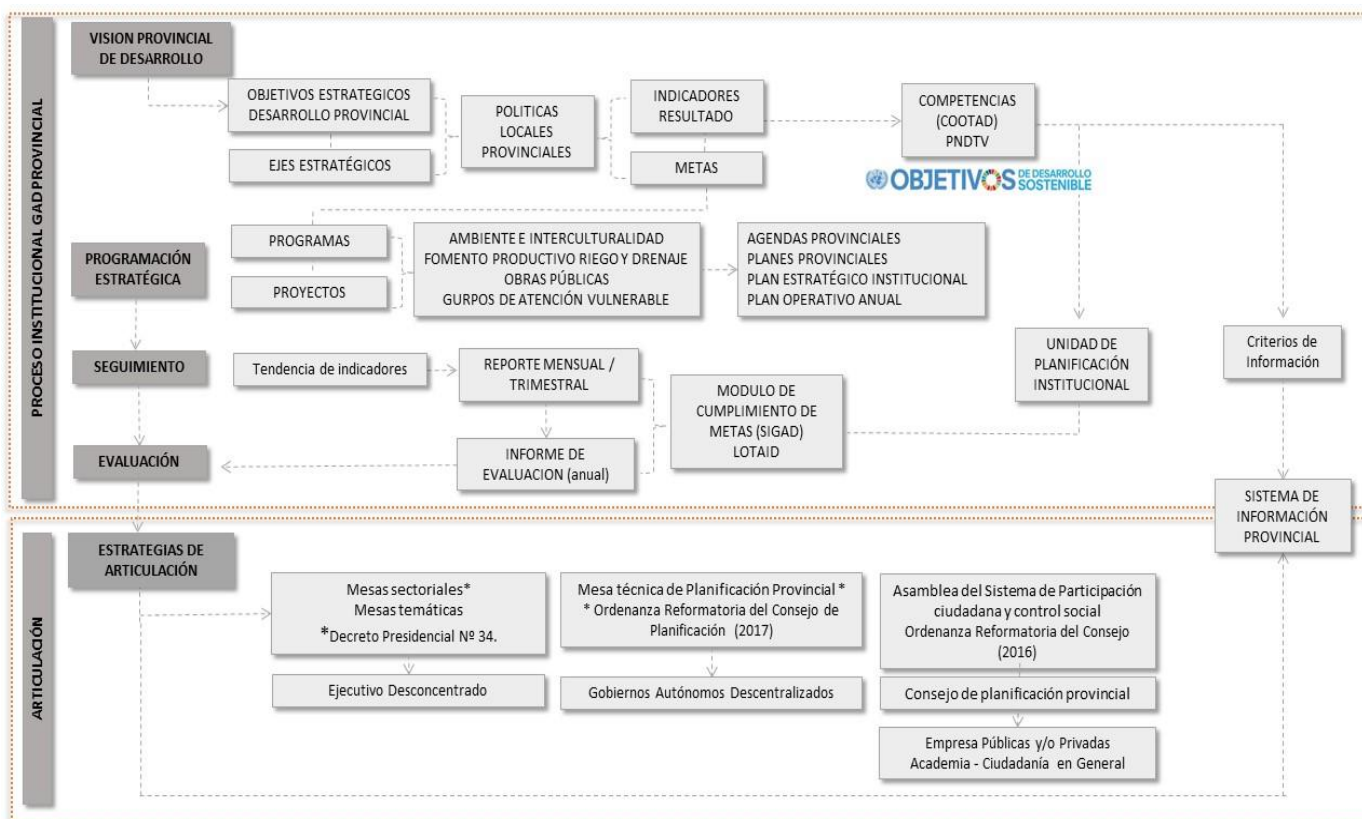 PROCESO INSTITUCIONAL GAD PROVINCIAL
VISION PROVINCIAL
DE DESARROLLO
OBJETIVOS ESTRATEGICOS
DESARROLLO PROVINCIAL
EJES ESTRATÉGICOS
POLITICAS
LOCALES
PROVINCIALES
INDICADORES
RESULTADO
METAS
COMPETENCIAS
(COOTAD)
PNDTV
OBJETIVOS DE DESARROLLO
SOSTENIBLE
PROGRAMACIÓN
ESTRATÉGICA
PROGRAMAS
PROYECTOS
AMBIENTE E INTERCULTURALIDAD
FOMENTO PRODUCTIVO RIEGO Y DRENAJE
OBRAS PÚBLICAS
GURPOS DE ATENCIÓN VULNERABLE
AGENDAS PROVINCIALES
PLANES PROVINCIALES
PLAN ESTRATÉGICO INSTITUCIONAL
PLAN OPERATIVO ANUAL
SEGUIMIENTO
Tendencia de indicadores
REPORTE MENSUAL /
TRIMESTRAL
MODULO DE
CUMPLIMIENTO DE
METAS (SIGAD)
LOTAID
UNIDAD DE
PLANIFICACIÓN
INSTITUCIONAL
Criterios de
Información
EVALUACIÓN
INFORME DE
EVALUACION (anual)
SISTEMA DE
INFORMACIÓN
PROVINCIAL
ARTICULACIÓN
ESTRATEGIAS DE
ARTICULACIÓN
Mesas sectoriales*
Mesas temáticas
*Decreto Presidencial Nº 34.
Ejecutivo Desconcentrado
Mesa técnica de Planificación Provincial *
* Ordenanza Reformatoria del Consejo de
Planificación (2017)
Gobiernos Autónomos Descentralizados
Asamblea del Sistema de Participación
ciudadana y control social
Ordenanza Reformatoria del Consejo
(2016)
Consejo de planificación provincial
Empresa Públicas y/o Privadas
Academia - Ciudadanía en General